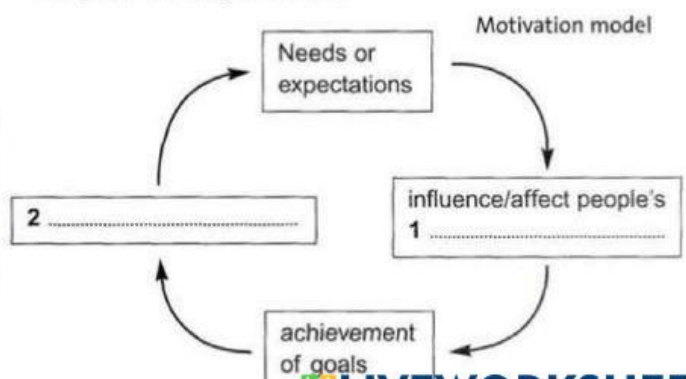 Motivation model
Needs or
expectations
influence/affect people's
1
2
achievement
of goals